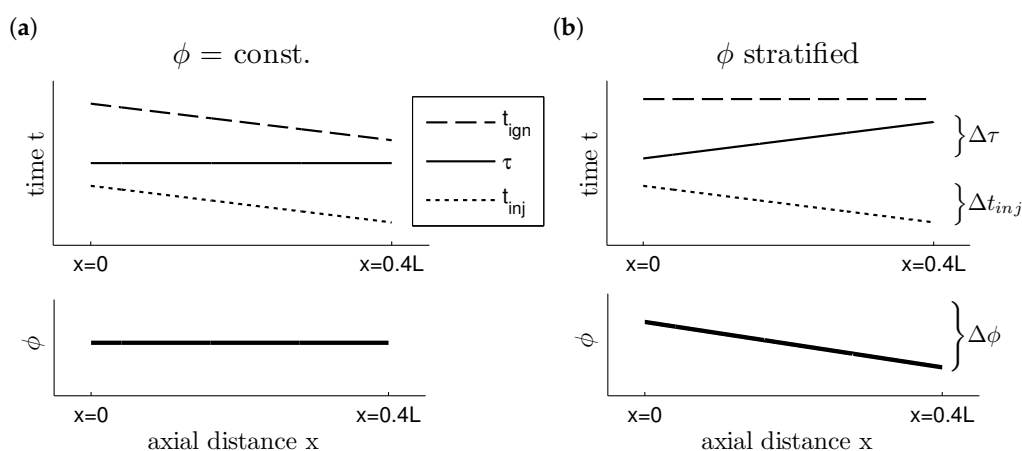 (a)
ϕ = const.
time t
t_ign
τ
t_inj
x=0
x=0.4L
ϕ
x=0
x=0.4L
axial distance x
(b)
ϕ stratified
time t
}Δτ
}Δt_inj
x=0
x=0.4L
ϕ
}Δϕ
x=0
x=0.4L
axial distance x